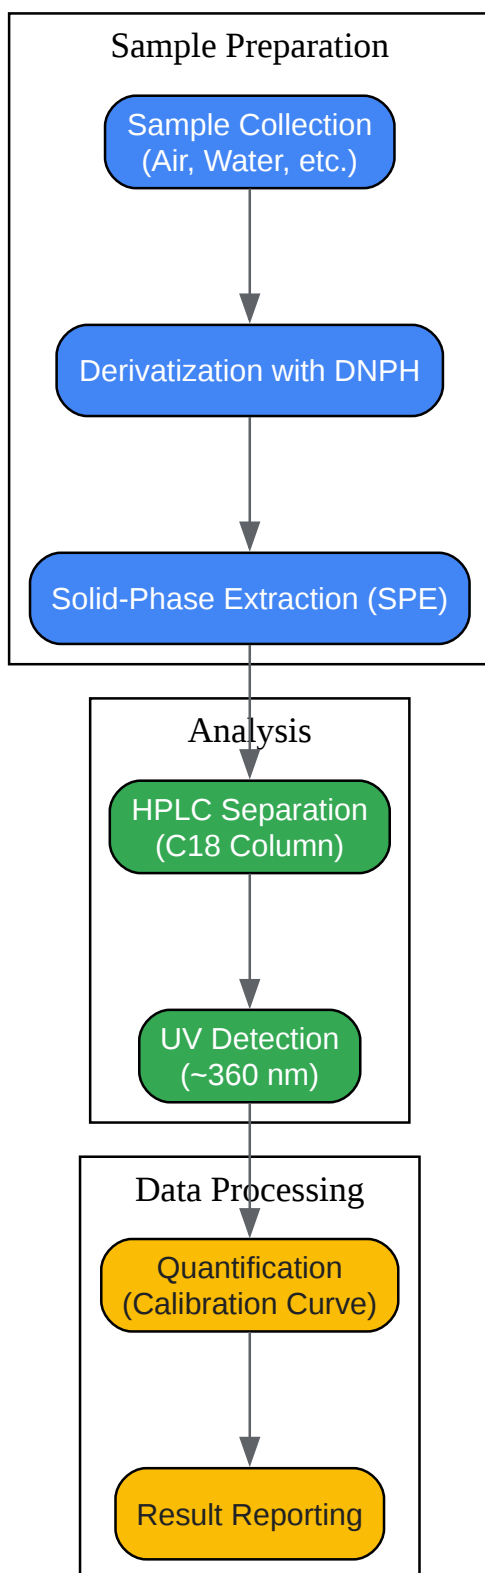 Sample Preparation
Sample Collection
(Air, Water, etc.)
Derivatization with DNPH
Solid-Phase Extraction (SPE)
Analysis
HPLC Separation
(C18 Column)
UV Detection
(~360 nm)
Data Processing
Quantification
(Calibration Curve)
Result Reporting